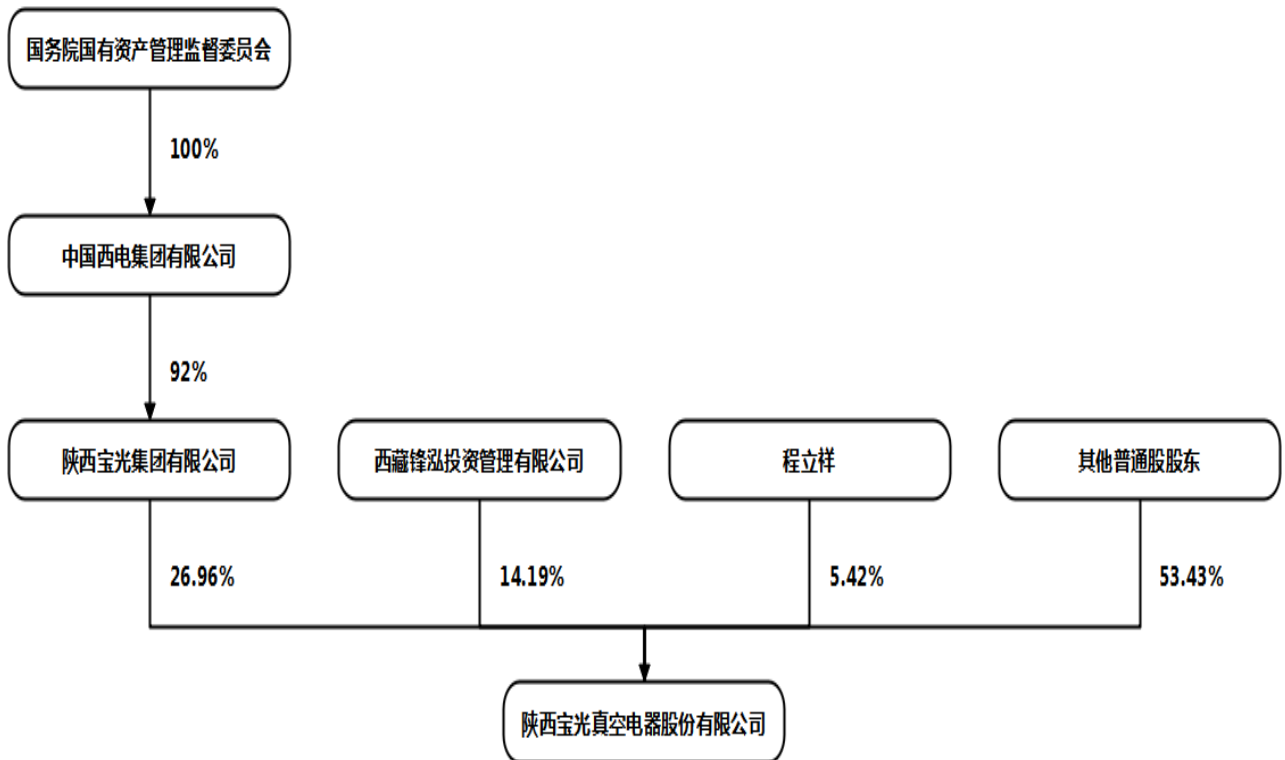 国务院国有资产管理监督委员会
100%
中国西电集团有限公司
92%
陕西宝光集团有限公司
西藏锋泓投资管理有限公司
程立祥
其他普通股股东
26.96%
14.19%
5.42%
53.43%
陕西宝光真空电器股份有限公司